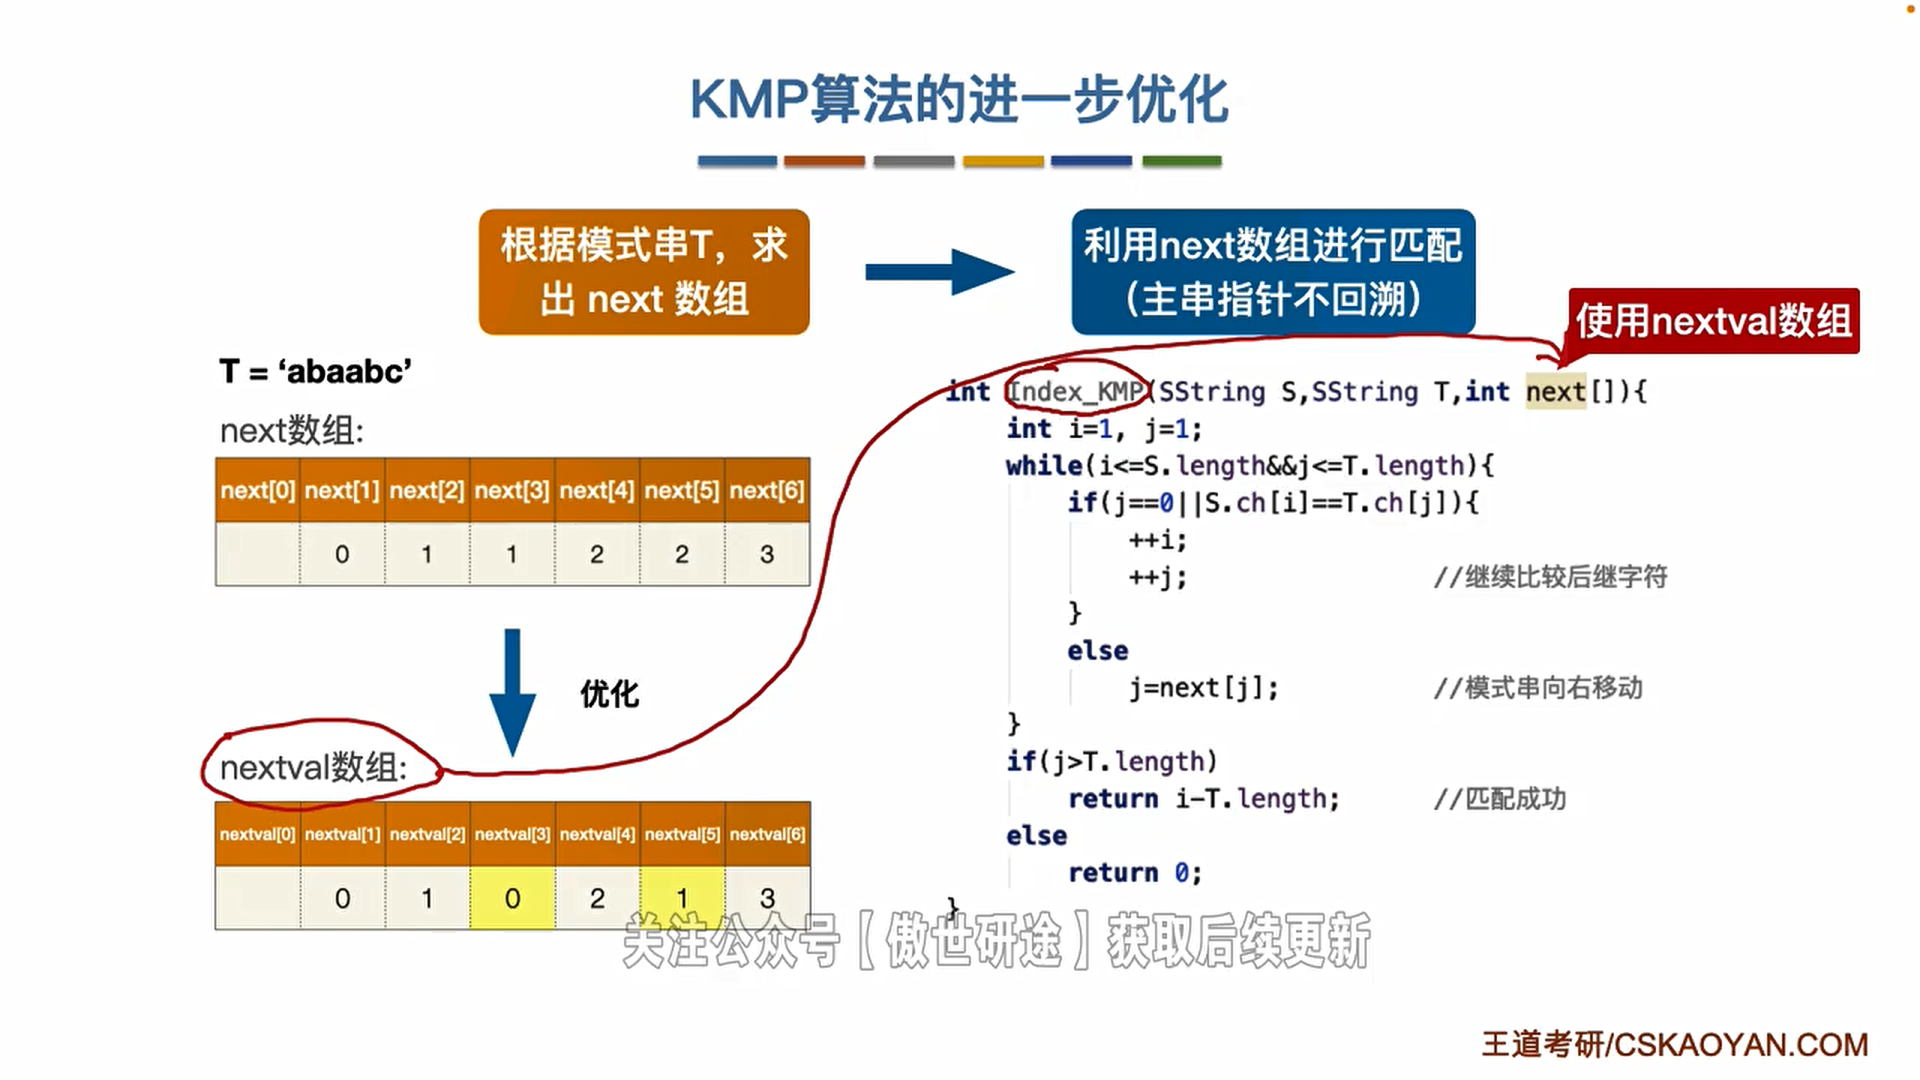 KMP算法的进一步优化
根据模式串T，求
出 next 数组
利用next数组进行匹配
（主串指针不回溯）
使用nextval数组
T = ‘abaabc’
next数组:
next[0] next[1] next[2] next[3] next[4] next[5] next[6]
0 1 1 2 2 3
优化
nextval数组:
nextval[0] nextval[1] nextval[2] nextval[3] nextval[4] nextval[5] nextval[6]
0 1 0 2 1 3
int Index_KMP(SString S,SString T,int next[]){
int i=1, j=1;
while(i<=S.length&&j<=T.length){
if(j==0||S.ch[i]==T.ch[j]){
++i;
++j; //继续比较后继字符
}
else
j=next[j]; //模式串向右移动
}
if(j>T.length)
return i-T.length; //匹配成功
else
return 0;
}
关注公众号【傲世研途】获取后续更新
王道考研/CSKAOYAN.COM